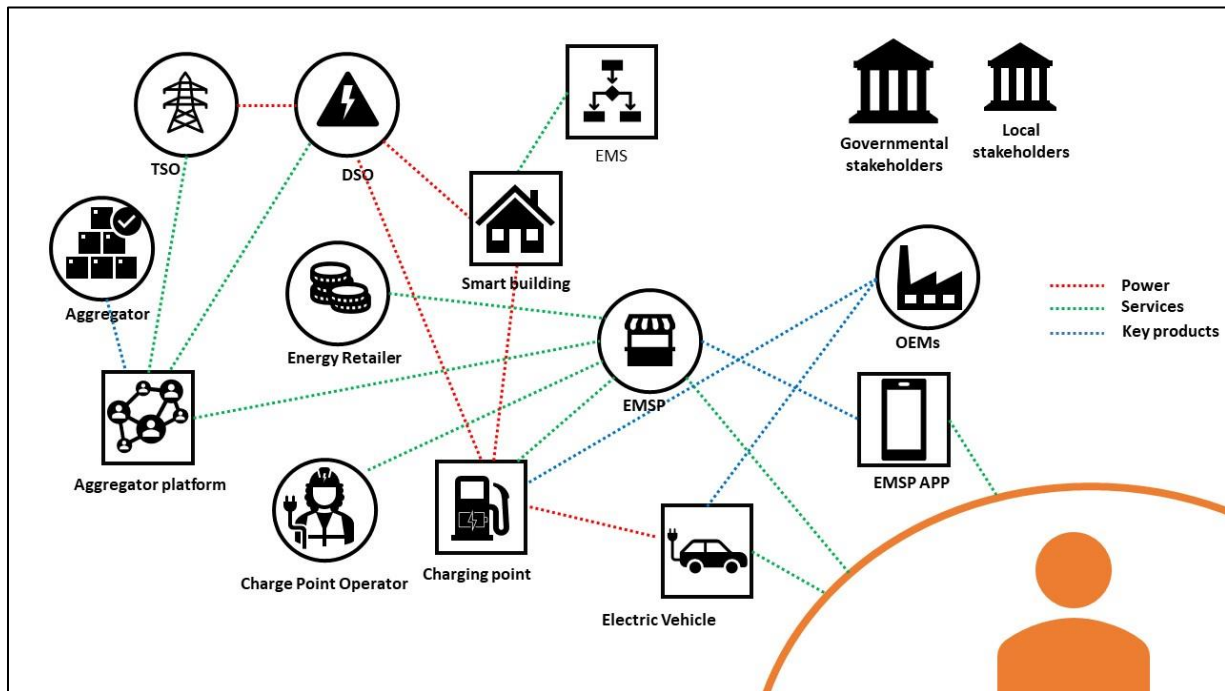 TSO
DSO
EMS
Governmental
stakeholders
Local
stakeholders
Aggregator
Smart building
Energy Retailer
EMSP
OEMs
Power
Services
Key products
Aggregator platform
Charge Point Operator
Charging point
Electric Vehicle
EMSP APP